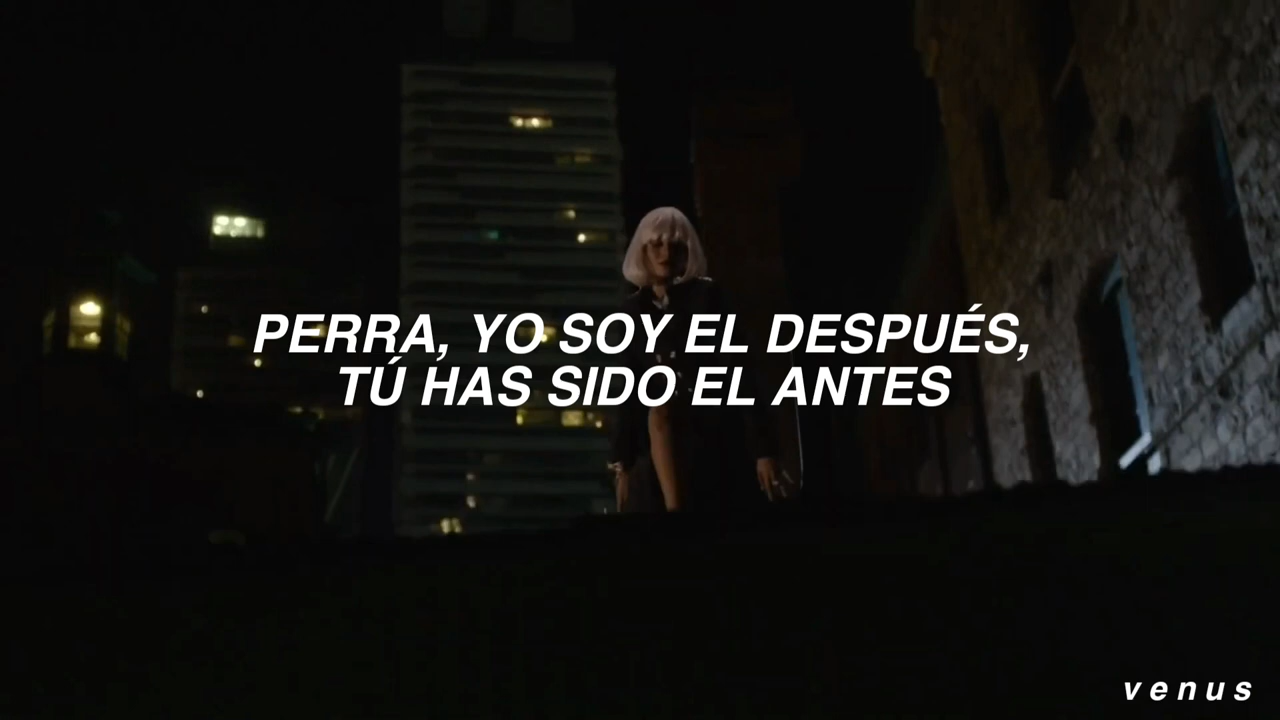 PERRA, YO SOY EL DESPUÉS,
TÚ HAS SIDO EL ANTES
venus